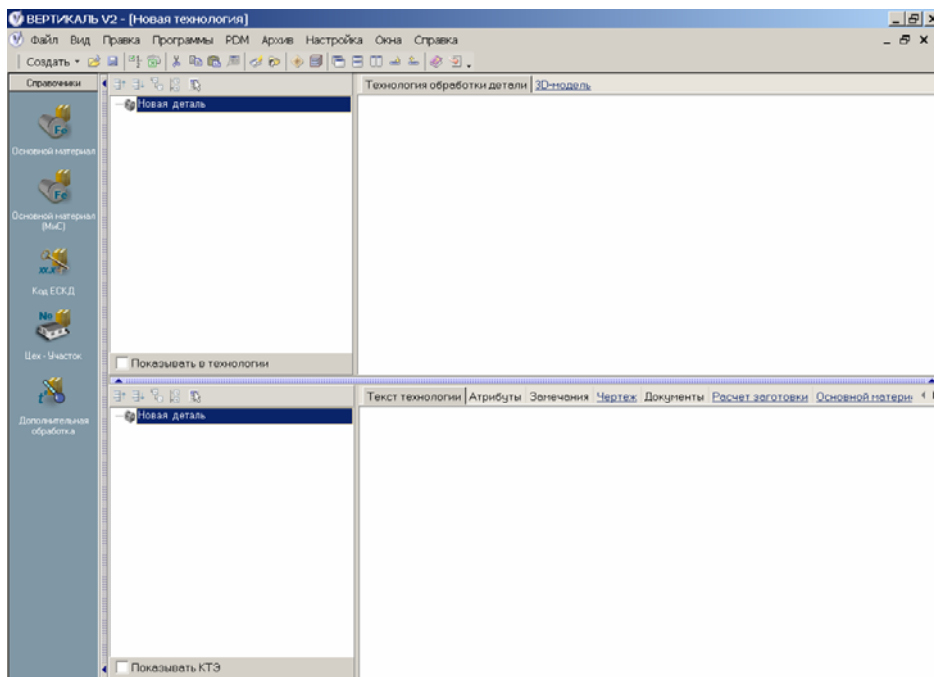 ВЕРТИКАЛЬ V2 - [Новая технология]
Файл Вид Правка Программы PDM Архив Настройка Окна Справка
Создать
Справочники
Технология обработки детали 3D-модель
Новая деталь
Основной материал
Основной материал
(МиС)
Код ЕСКД
Цех - Участок
Показывать в технологии
Текст технологии Атрибуты Замечания Чертеж Документы Расчет заготовки Основной матери
Новая деталь
Дополнительная
обработка
Показывать КТЭ